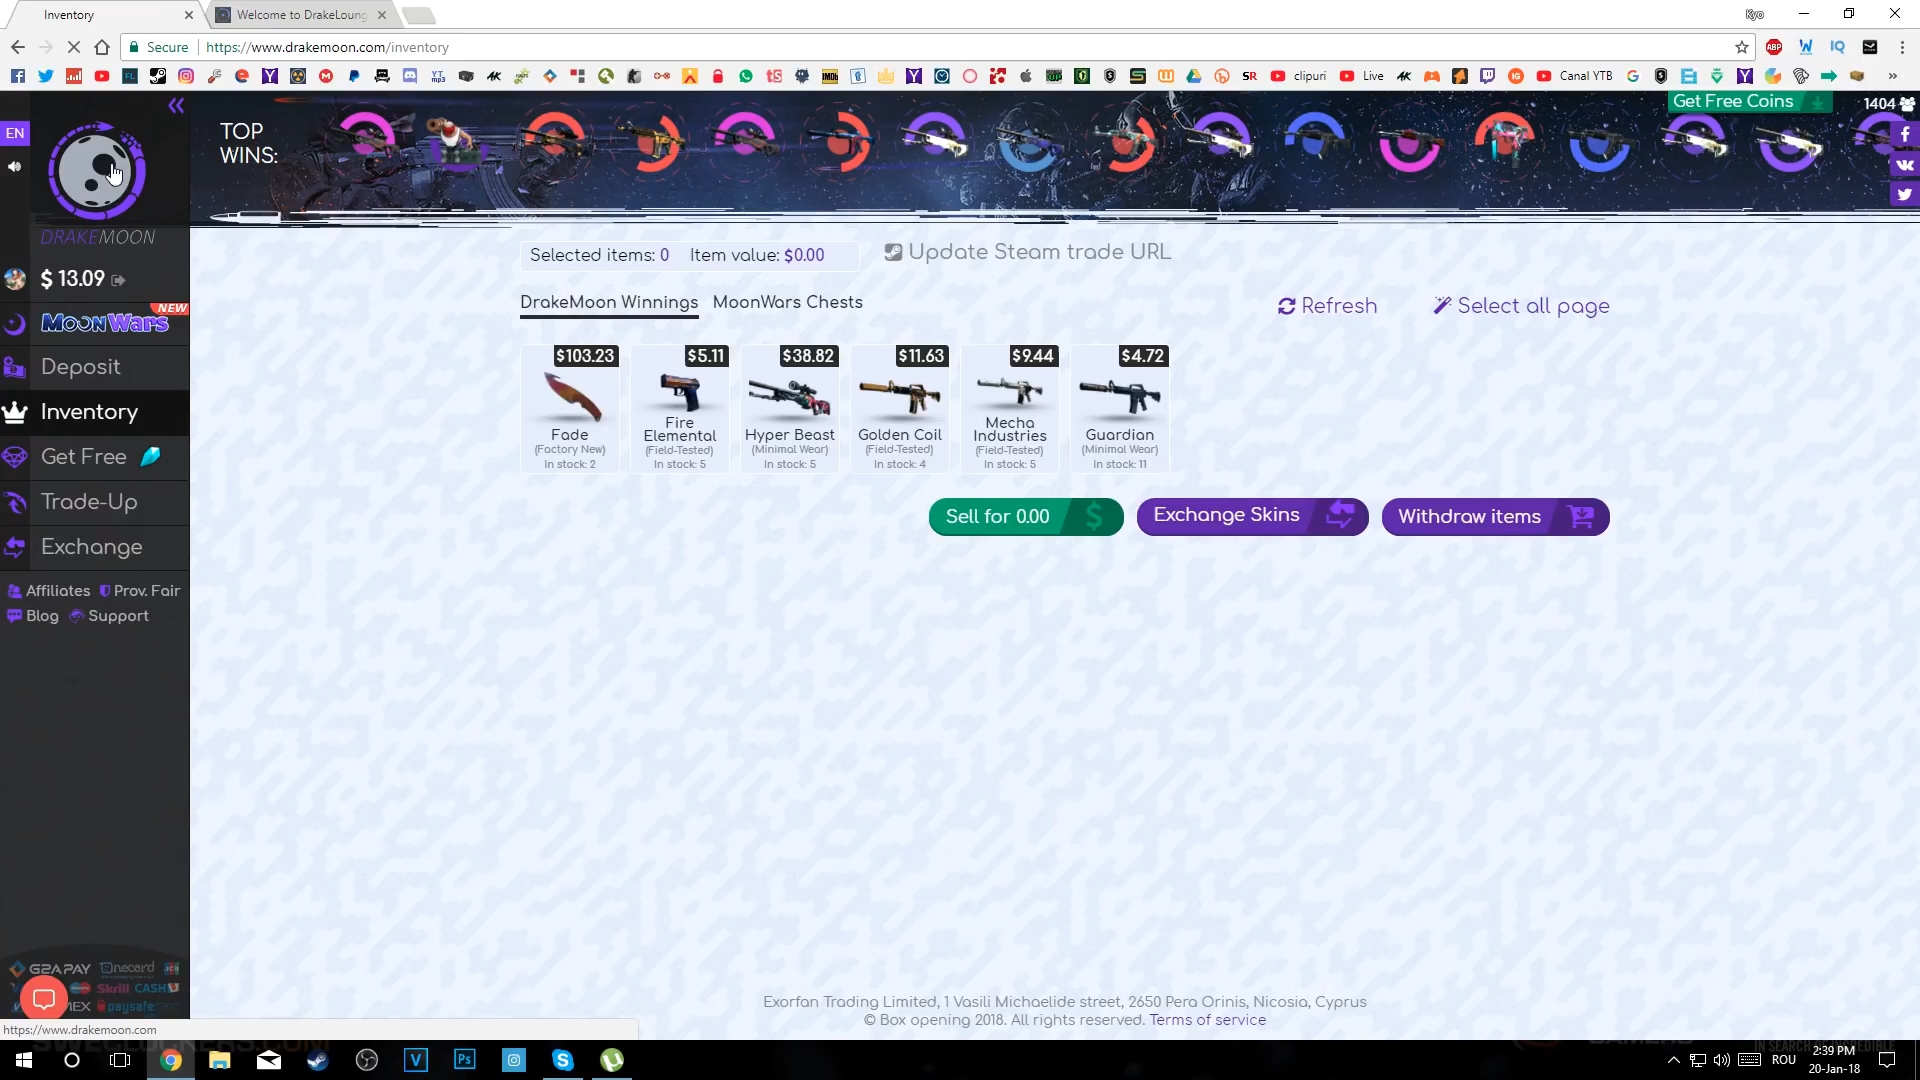 Inventory
Welcome to DrakeLoung
Kyo
Secure
https://www.drakemoon.com/inventory
clipuri
Live
Canal YTB
EN
TOP
WINS:
Get Free Coins
1404
DRAKEMOON
$ 13.09
NEW
MOONWARS
Deposit
Inventory
Get Free
Trade-Up
Exchange
Affiliates
Prov. Fair
Blog
Support
Selected items: 0
Item value: $0.00
Update Steam trade URL
DrakeMoon Winnings
MoonWars Chests
Refresh
Select all page
$103.23
Fade
(Factory New)
In stock: 2
$5.11
Fire
Elemental
(Field-Tested)
In stock: 5
$38.82
Hyper Beast
(Minimal Wear)
In stock: 5
$11.63
Golden Coil
(Field-Tested)
In stock: 4
$9.44
Mecha
Industries
(Field-Tested)
In stock: 5
$4.72
Guardian
(Minimal Wear)
In stock: 11
Sell for 0.00
Exchange Skins
Withdraw items
G2APAY
onecard
JCB
Skrill
CASHU
paysafe
Exorfan Trading Limited, 1 Vasili Michaelide street, 2650 Pera Orinis, Nicosia, Cyprus
© Box opening 2018. All rights reserved. Terms of service
https://www.drakemoon.com
ROU
2:39 PM
20-Jan-18